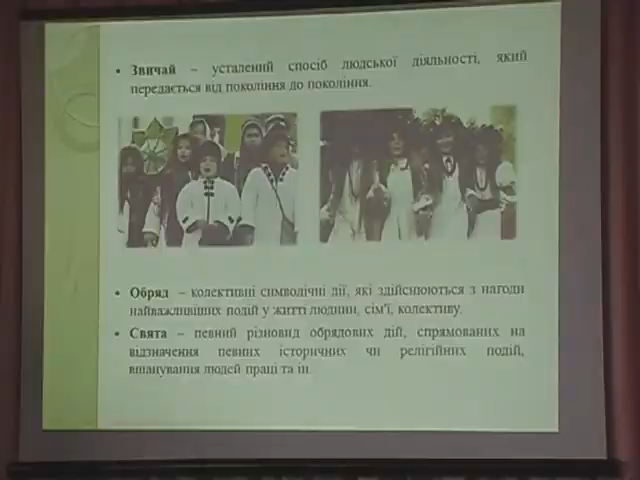 • Звичай – усталений спосіб людської діяльності, який
передається від покоління до покоління.
• Обряд – колективні символічні дії, які здійснюються з нагоди
найважливіших подій у житті людини, сім'ї, колективу.
• Свята – певний різновид обрядових дій, спрямованих на
відзначення певних історичних чи релігійних подій,
вшанування людей праці та ін